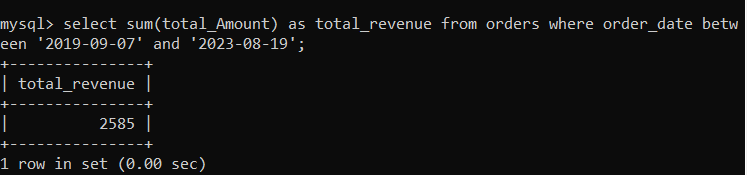 mysql> select sum(total_Amount) as total_revenue from orders where order_date betw
een '2019-09-07' and '2023-08-19';
+---------------+
| total_revenue |
+---------------+
|          2585 |
+---------------+
1 row in set (0.00 sec)